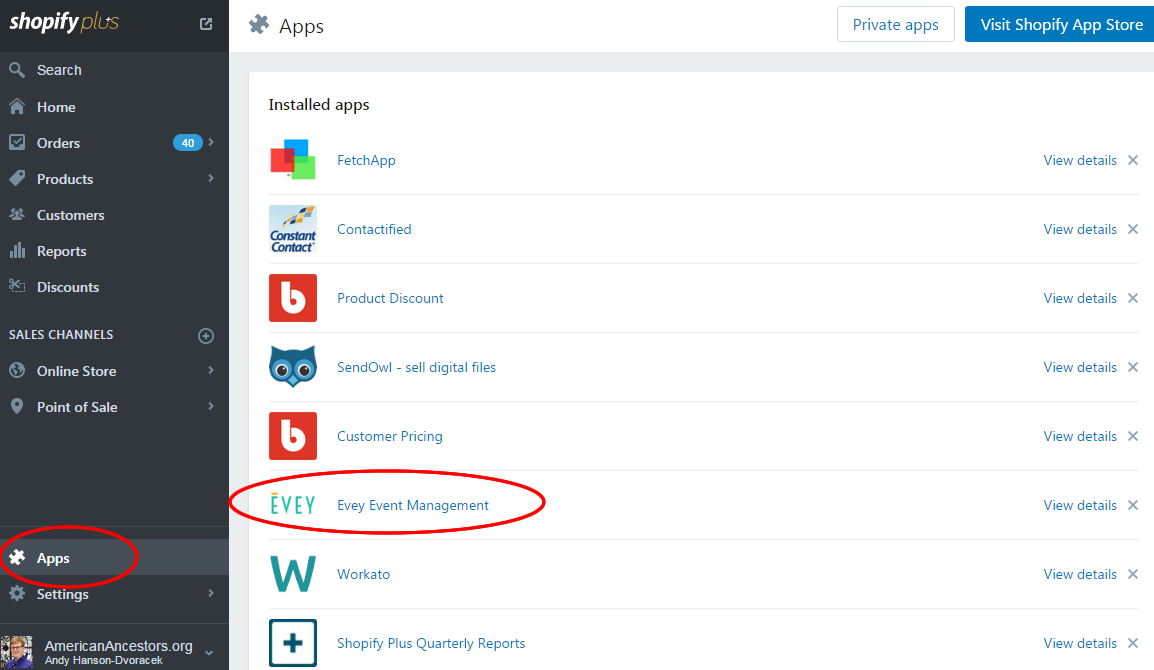 shopify plus
Apps
Private apps
Visit Shopify App Store
Search
Home
Orders 40
Products
Customers
Reports
Discounts
SALES CHANNELS
Online Store
Point of Sale
Apps
Settings
AmericanAncestors.org
Andy Hanson-Dvoracek
Installed apps
FetchApp View details
Constant
Contact
Contactified View details
b Product Discount View details
SendOwl - sell digital files View details
b Customer Pricing View details
EVEY Evey Event Management View details
W Workato View details
Shopify Plus Quarterly Reports View details